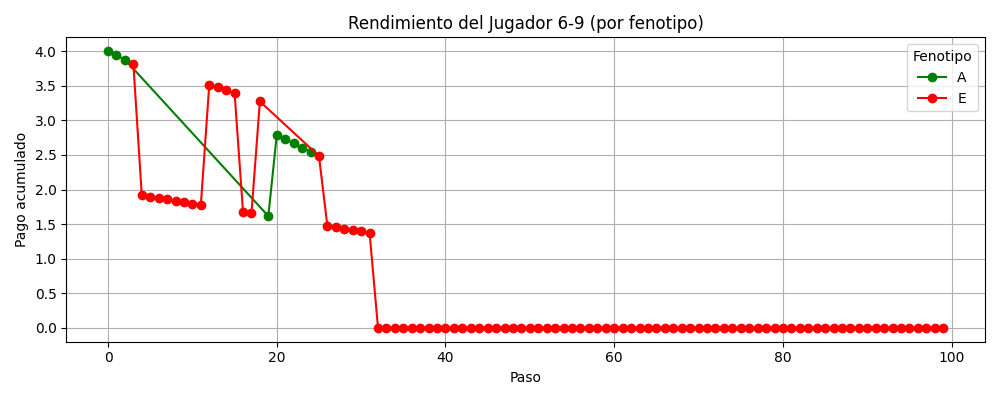 Rendimiento del Jugador 6-9 (por fenotipo)
Pago acumulado
4.0
3.5
3.0
2.5
2.0
1.5
1.0
0.5
0.0
Fenotipo
A
E
0 20 40 60 80 100
Paso